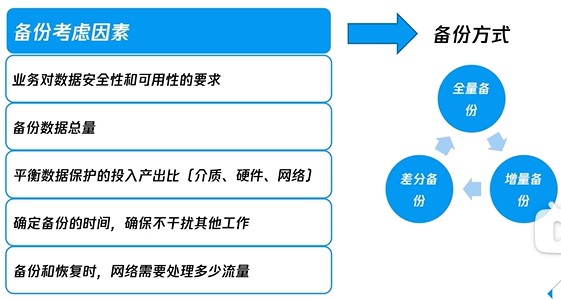 备份考虑因素
业务对数据安全性和可用性的要求
备份数据总量
平衡数据保护的投入产出比（介质、硬件、网络）
确定备份的时间，确保不干扰其他工作
备份和恢复时，网络需要处理多少流量
备份方式
全量备
份
差分备
份
增量备
份